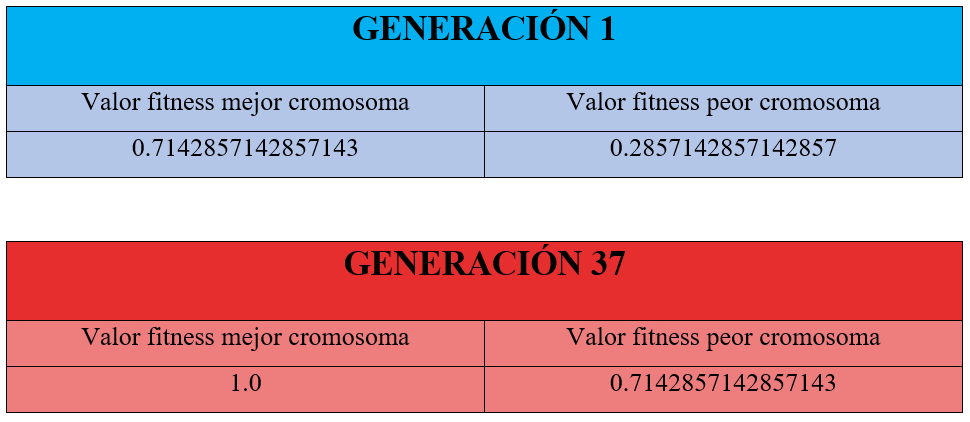 GENERACIÓN 1
Valor fitness mejor cromosoma
Valor fitness peor cromosoma
0.7142857142857143
0.2857142857142857
GENERACIÓN 37
Valor fitness mejor cromosoma
Valor fitness peor cromosoma
1.0
0.7142857142857143